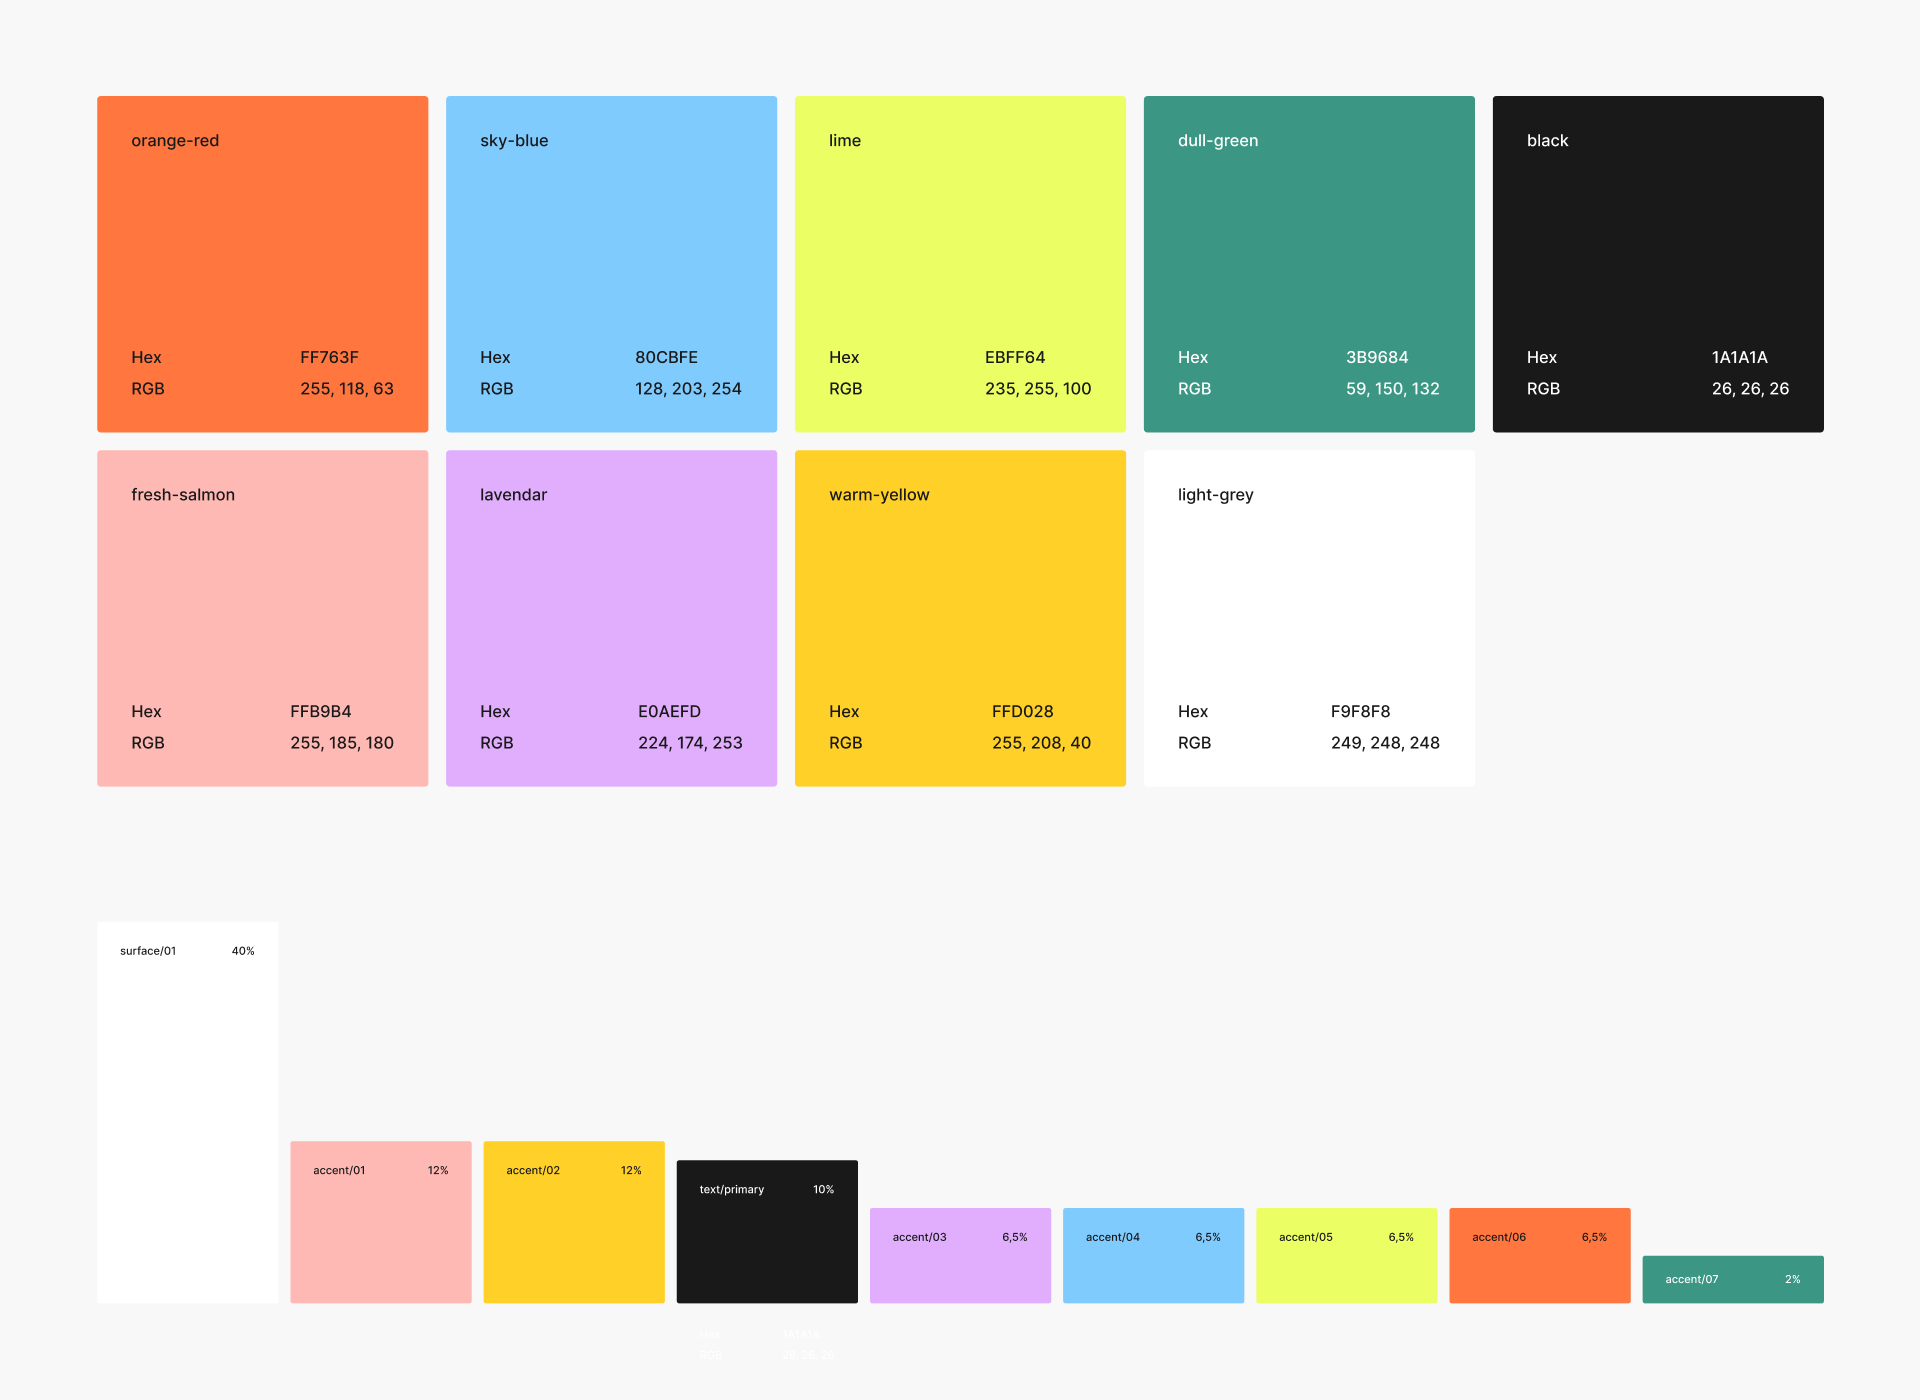 orange-red
Hex FF763F
RGB 255, 118, 63
sky-blue
Hex 80CBFE
RGB 128, 203, 254
lime
Hex EBFF64
RGB 235, 255, 100
dull-green
Hex 3B9684
RGB 59, 150, 132
black
Hex 1A1A1A
RGB 26, 26, 26
fresh-salmon
Hex FFB9B4
RGB 255, 185, 180
lavendar
Hex E0AEFD
RGB 224, 174, 253
warm-yellow
Hex FFD028
RGB 255, 208, 40
light-grey
Hex F9F8F8
RGB 249, 248, 248
surface/01 40%
accent/01 12%
accent/02 12%
text/primary 10%
accent/03 6,5%
accent/04 6,5%
accent/05 6,5%
accent/06 6,5%
accent/07 2%